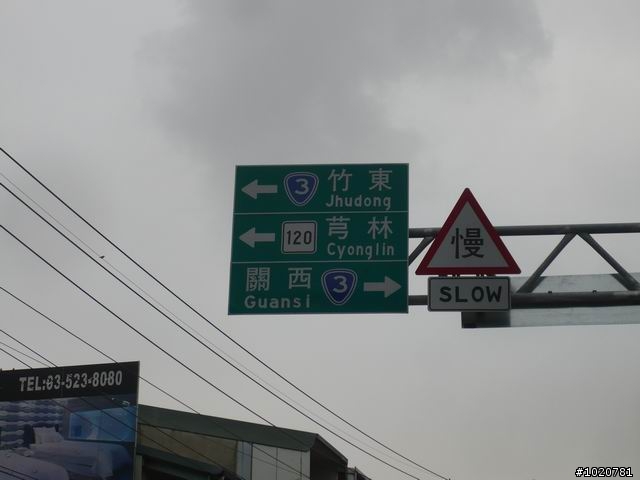 3 竹東
Jhudong
120 芎林
Cyonglin
關西 3
Guansi
慢
SLOW
TEL:03-523-8080
#1020781